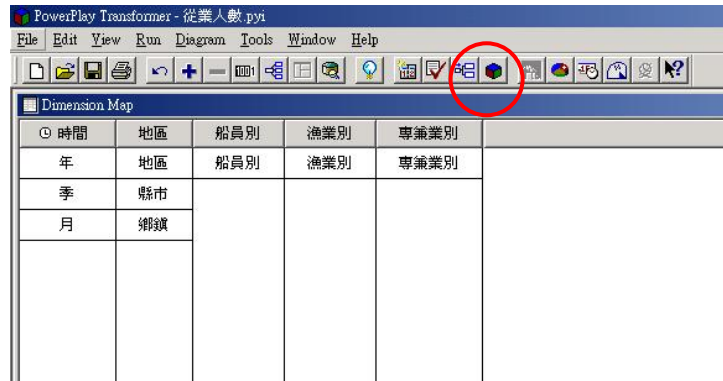 PowerPlay Transformer - 從業人數.pyi
File Edit View Run Diagram Tools Window Help
Dimension Map
時間 地區 船員別 漁業別 專兼業別
年 地區 船員別 漁業別 專兼業別
季 縣市
月 鄉鎮